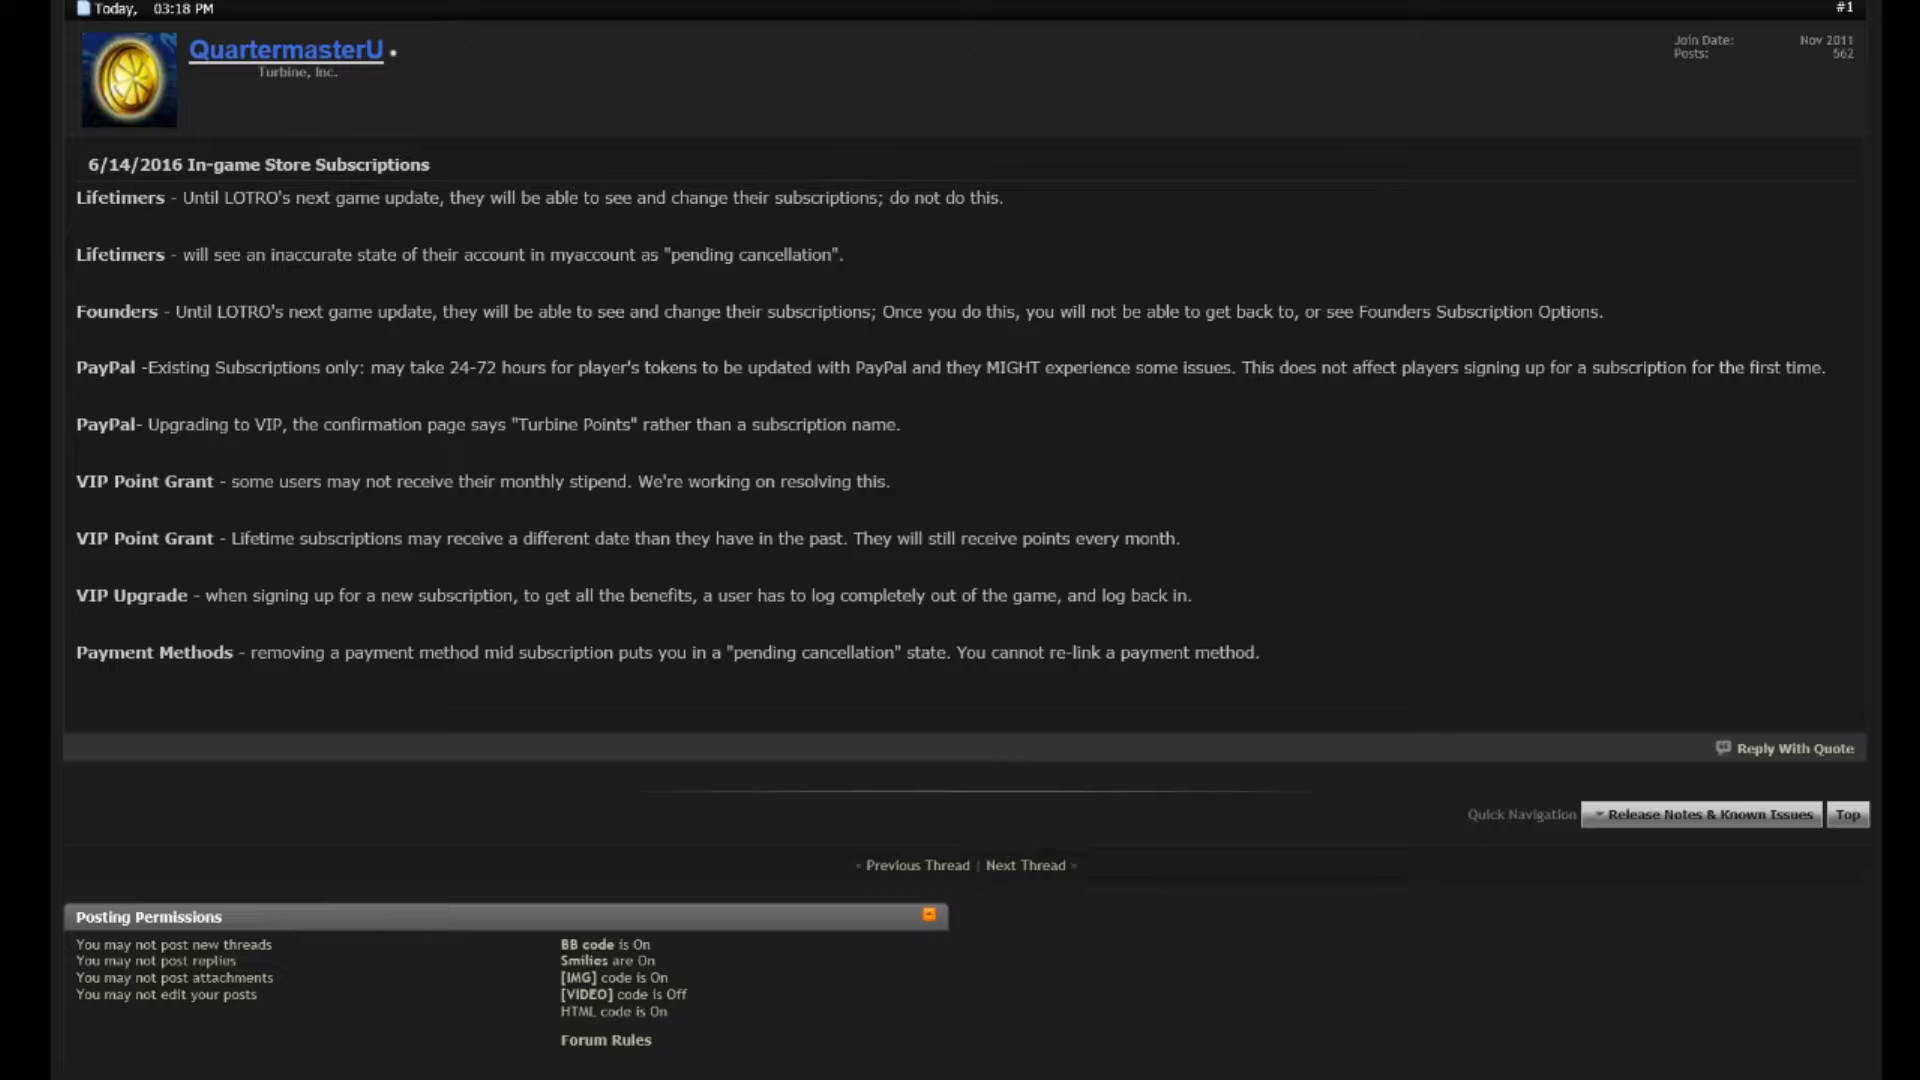 Today, 03:18 PM
#1
QuartermasterU
Turbine, Inc.
Join Date: Nov 2011
Posts: 562
6/14/2016 In-game Store Subscriptions
Lifetimers - Until LOTRO's next game update, they will be able to see and change their subscriptions; do not do this.
Lifetimers - will see an inaccurate state of their account in myaccount as "pending cancellation".
Founders - Until LOTRO's next game update, they will be able to see and change their subscriptions; Once you do this, you will not be able to get back to, or see Founders Subscription Options.
PayPal -Existing Subscriptions only: may take 24-72 hours for player's tokens to be updated with PayPal and they MIGHT experience some issues. This does not affect players signing up for a subscription for the first time.
PayPal- Upgrading to VIP, the confirmation page says "Turbine Points" rather than a subscription name.
VIP Point Grant - some users may not receive their monthly stipend. We're working on resolving this.
VIP Point Grant - Lifetime subscriptions may receive a different date than they have in the past. They will still receive points every month.
VIP Upgrade - when signing up for a new subscription, to get all the benefits, a user has to log completely out of the game, and log back in.
Payment Methods - removing a payment method mid subscription puts you in a "pending cancellation" state. You cannot re-link a payment method.
Reply With Quote
Quick Navigation Release Notes & Known Issues Top
« Previous Thread | Next Thread »
Posting Permissions
You may not post new threads
You may not post replies
You may not post attachments
You may not edit your posts
BB code is On
Smilies are On
[IMG] code is On
[VIDEO] code is Off
HTML code is On
Forum Rules